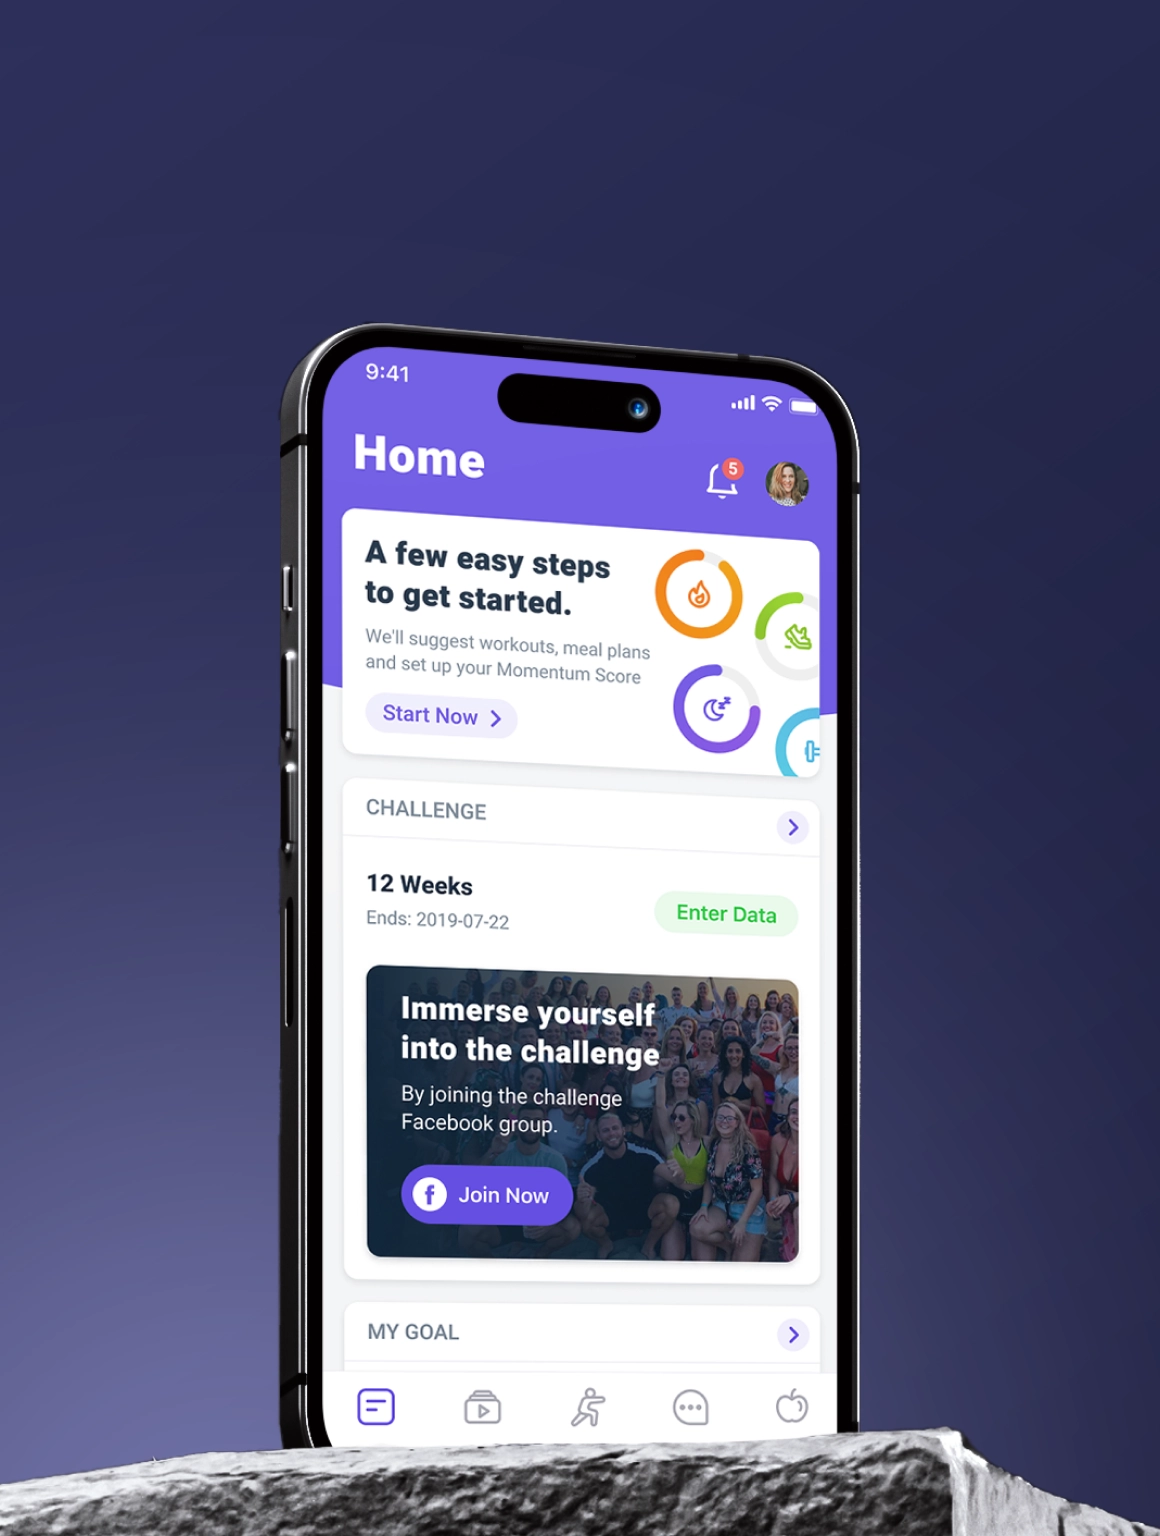 9:41
Home
5
A few easy steps
to get started.
We'll suggest workouts, meal plans
and set up your Momentum Score
Start Now
CHALLENGE
12 Weeks
Ends: 2019-07-22
Enter Data
Immerse yourself
into the challenge
By joining the challenge
Facebook group.
f Join Now
MY GOAL